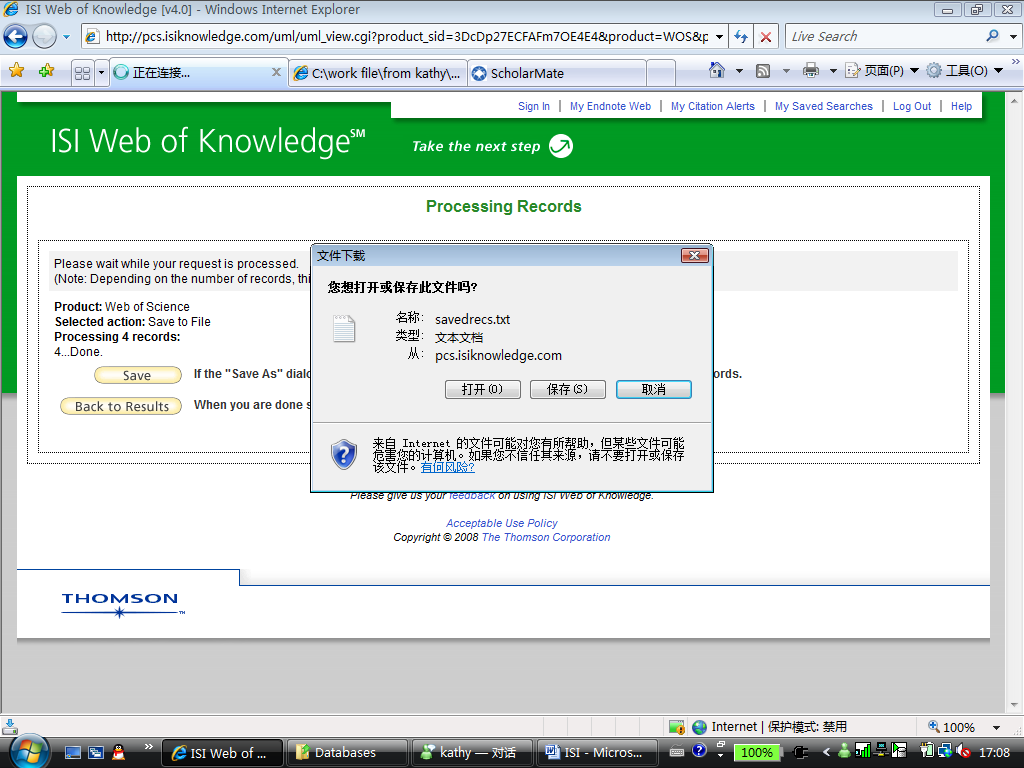 ISI Web of Knowledge [v4.0] - Windows Internet Explorer
http://pcs.isiknowledge.com/uml/uml_view.cgi?product_sid=3DcDp27ECFAFm7OE4E4&product=WOS&p
Live Search
正在连接...
C:\work file\from kathy\...
ScholarMate
页面(P)
工具(O)
Sign In | My Endnote Web | My Citation Alerts | My Saved Searches | Log Out | Help
ISI Web of Knowledge℠
Take the next step
Processing Records
Please wait while your request is processed.
(Note: Depending on the number of records, thi
Product: Web of Science
Selected action: Save to File
Processing 4 records:
4...Done.
Save
If the "Save As" dialo
ords.
Back to Results
When you are done s
文件下载
您想打开或保存此文件吗?
名称: savedrecs.txt
类型: 文本文档
从: pcs.isiknowledge.com
打开(O)
保存(S)
取消
来自 Internet 的文件可能对您有所帮助，但某些文件可能
危害您的计算机。如果您不信任其来源，请不要打开或保存
该文件。有何风险?
Please give us your feedback on using ISI Web of Knowledge.
Acceptable Use Policy
Copyright © 2008 The Thomson Corporation
THOMSON™
Internet | 保护模式: 禁用
100%
ISI Web of ...
Databases
kathy — 对话
ISI - Micros...
100%
17:08